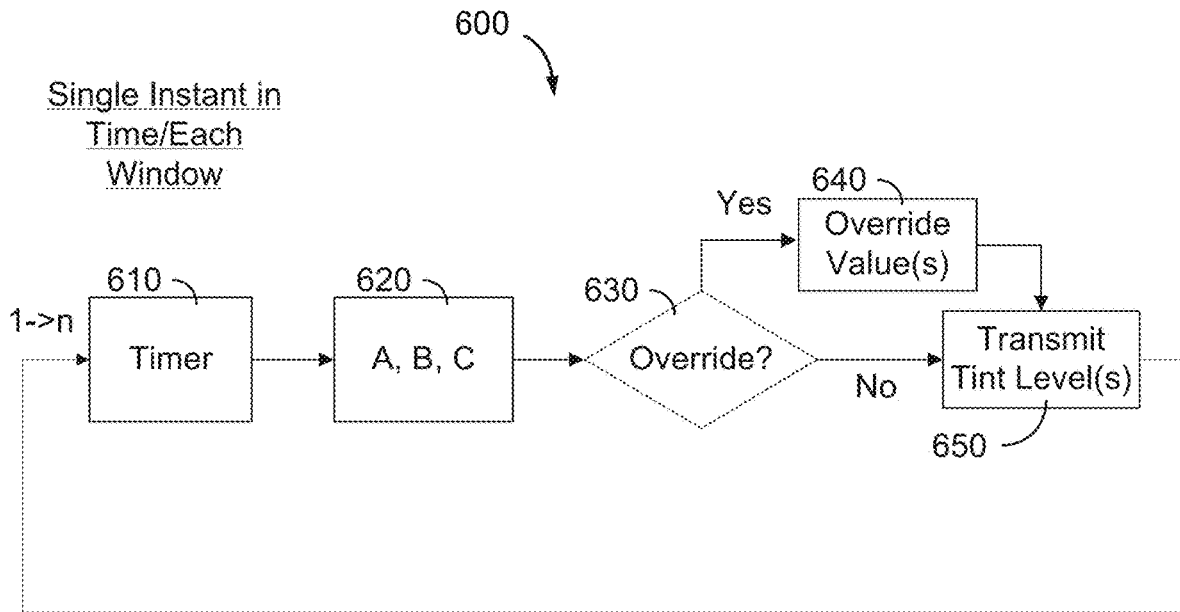 600
Single Instant in
Time/Each
Window
640
Yes
Override
Value(s)
610
620
630
1->n
Timer
A, B, C
Override?
No
Transmit
Tint Level(s)
650